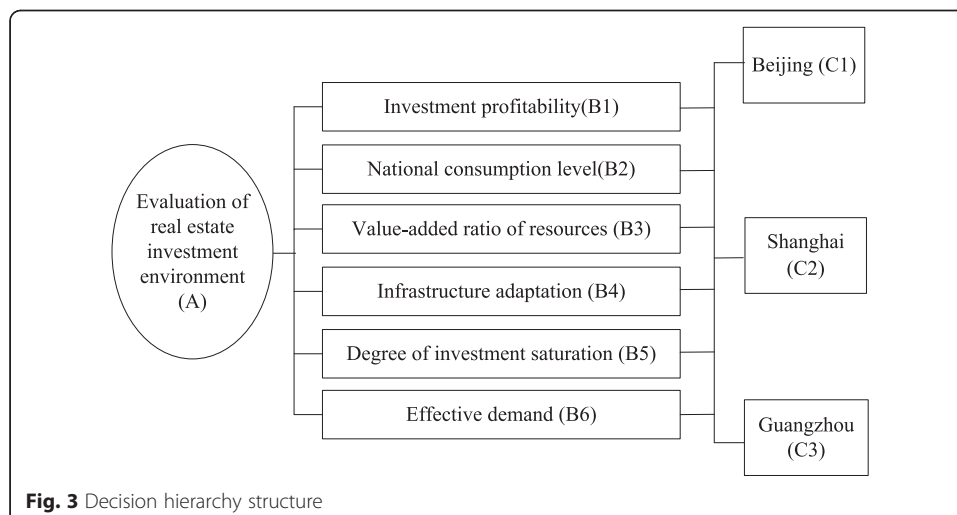 Evaluation of
real estate
investment
environment
(A)
Investment profitability(B1)
National consumption level(B2)
Value-added ratio of resources (B3)
Infrastructure adaptation (B4)
Degree of investment saturation (B5)
Effective demand (B6)
Beijing (C1)
Shanghai
(C2)
Guangzhou
(C3)
Fig. 3 Decision hierarchy structure